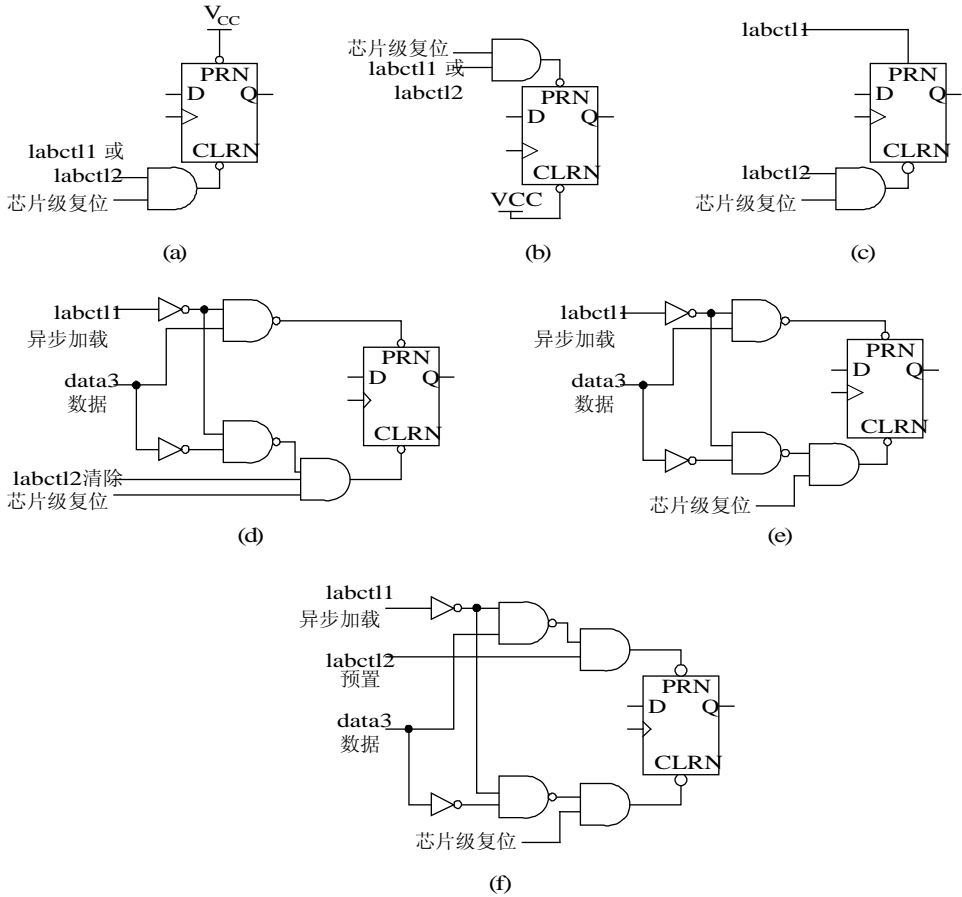 VCC
PRN
D Q
CLRN
labctl1 或
labctl2
芯片级复位
(a)
芯片级复位
labctl1 或
labctl2
PRN
D Q
CLRN
VCC
(b)
labctl1
PRN
D Q
CLRN
labctl2
芯片级复位
(c)
labctl1
异步加载
data3
数据
labctl2清除
芯片级复位
PRN
D Q
CLRN
(d)
labctl1
异步加载
data3
数据
芯片级复位
PRN
D Q
CLRN
(e)
labctl1
异步加载
labctl2
预置
data3
数据
芯片级复位
PRN
D Q
CLRN
(f)